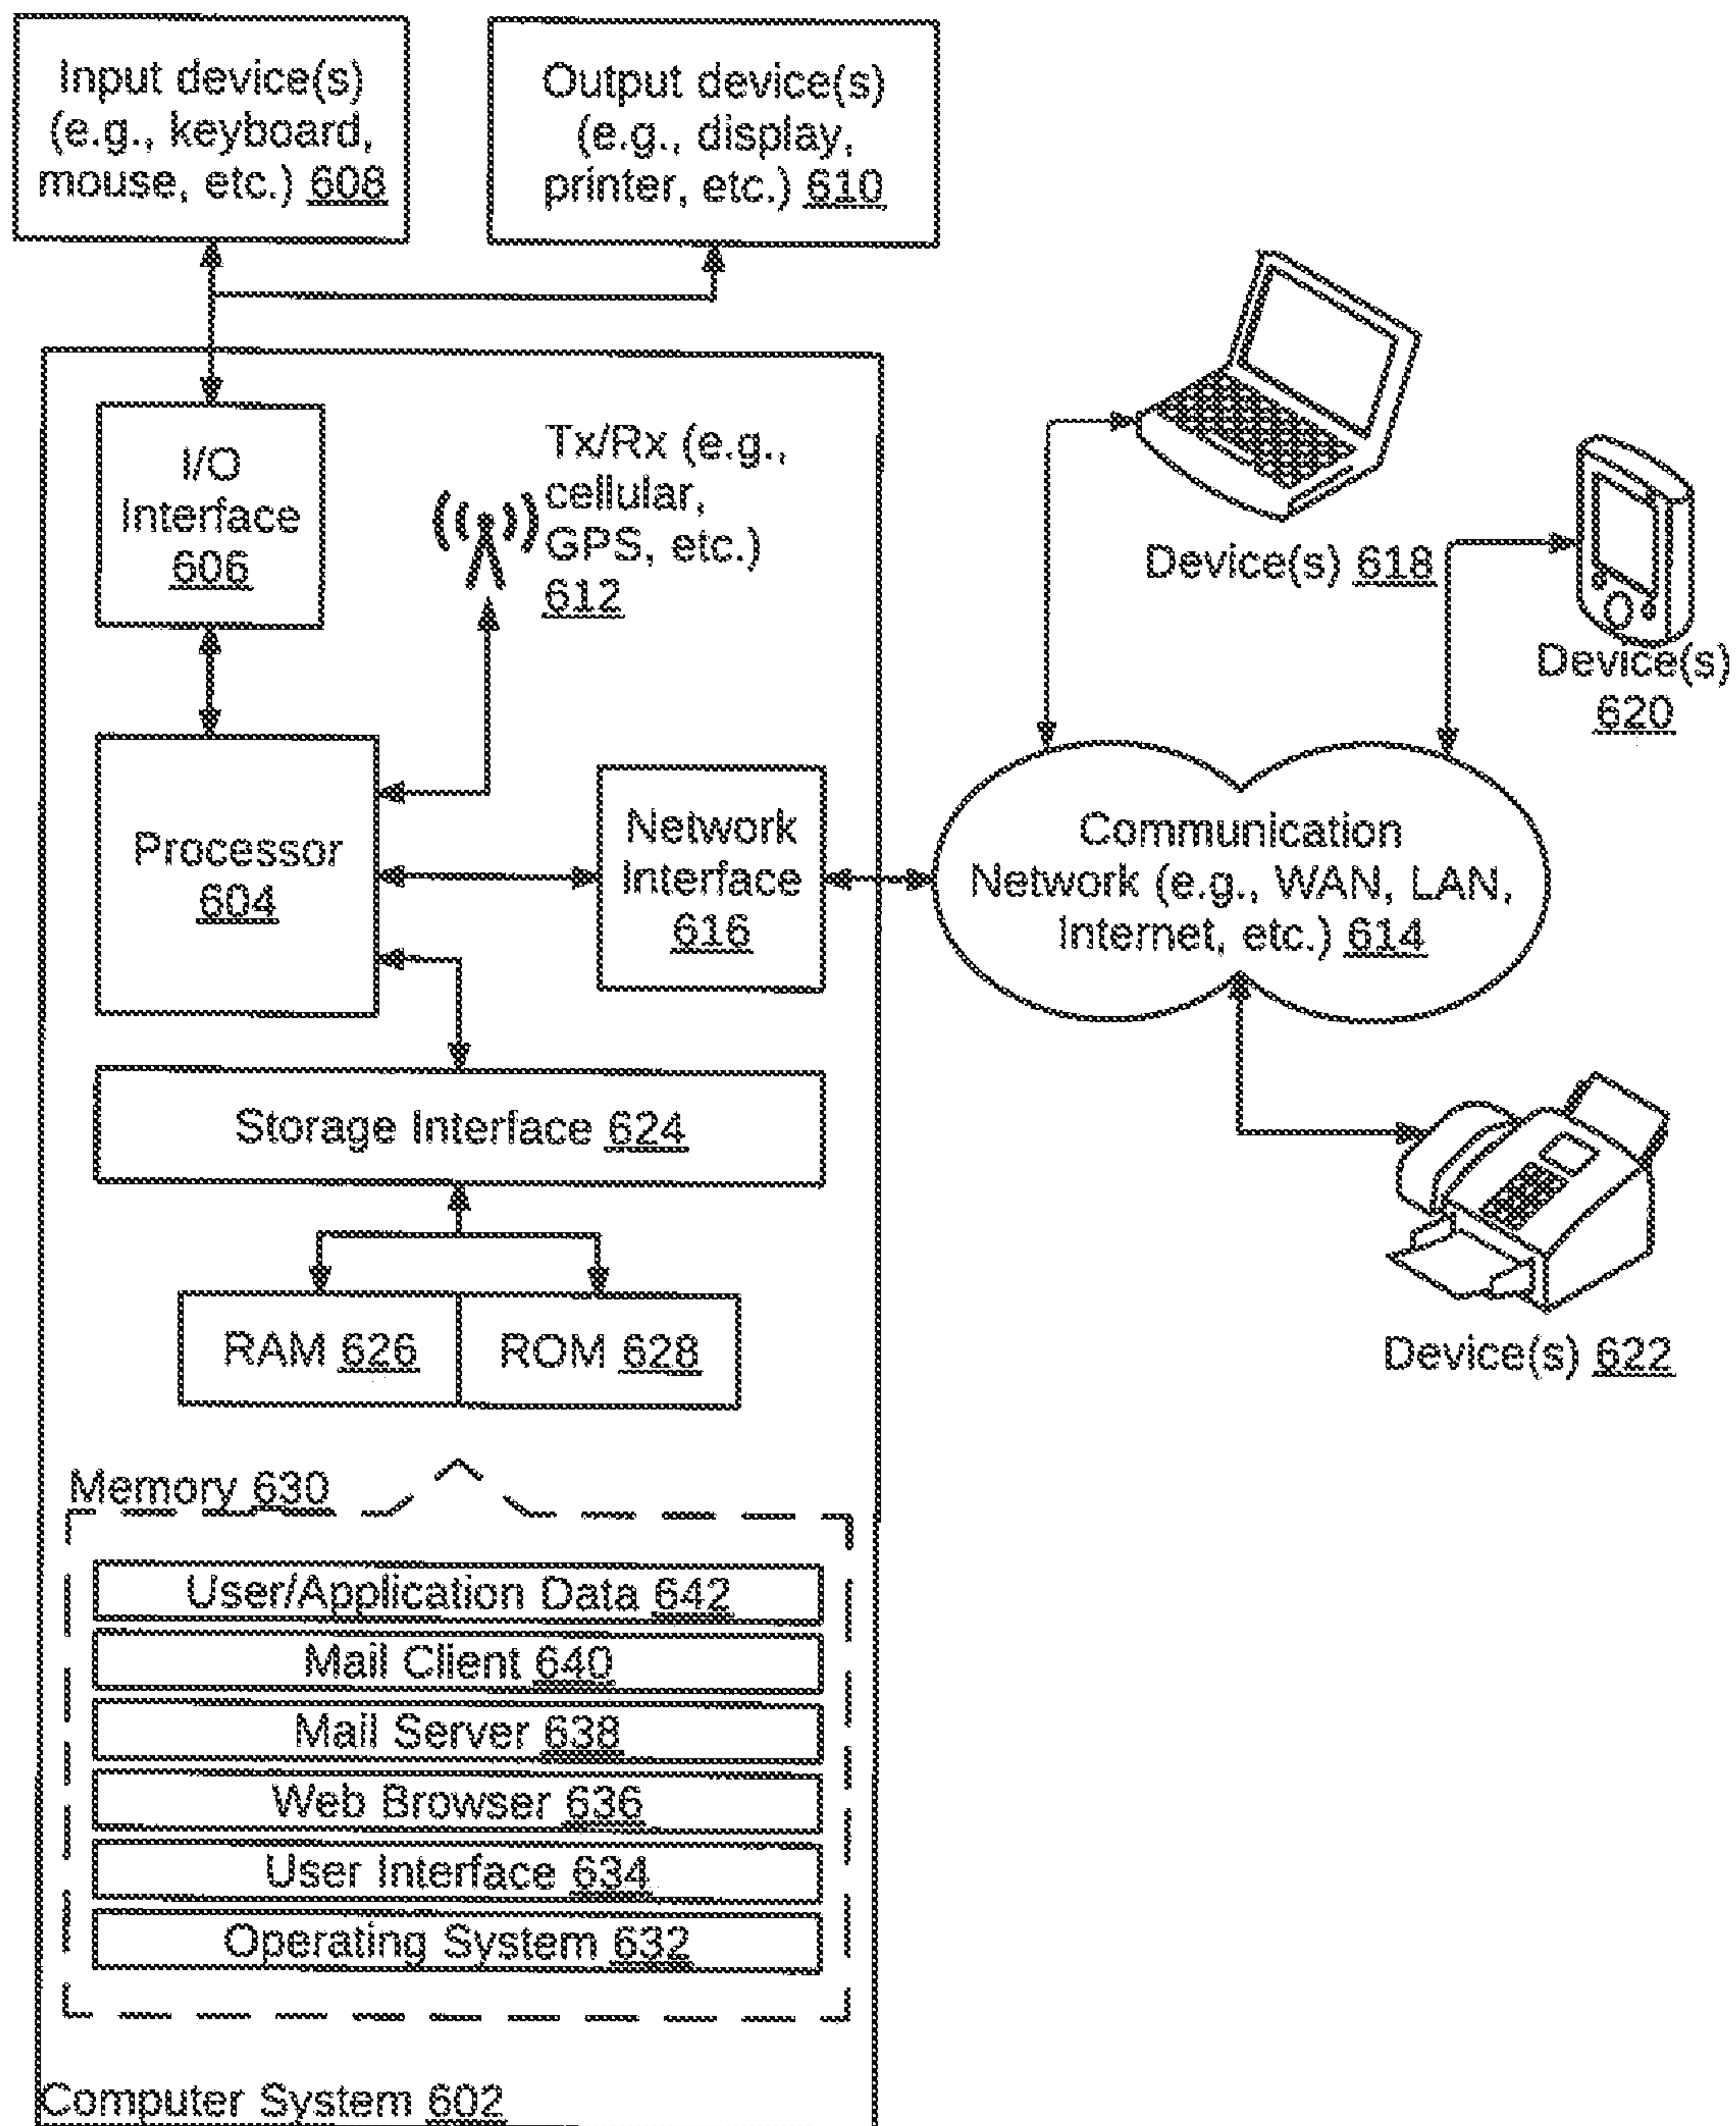 Input device(s)
(e.g., keyboard,
mouse, etc.) 608
Output device(s)
(e.g., display,
printer, etc.) 610
I/O
Interface
606
Tx/Rx (e.g.,
cellular,
GPS, etc.)
612
Device(s) 618
Device(s)
620
Processor
604
Network
Interface
616
Communication
Network (e.g., WAN, LAN,
Internet, etc.) 614
Storage Interface 624
RAM 626
ROM 628
Device(s) 622
Memory 630
User/Application Data 642
Mail Client 640
Mail Server 638
Web Browser 636
User Interface 634
Operating System 632
Computer System 602